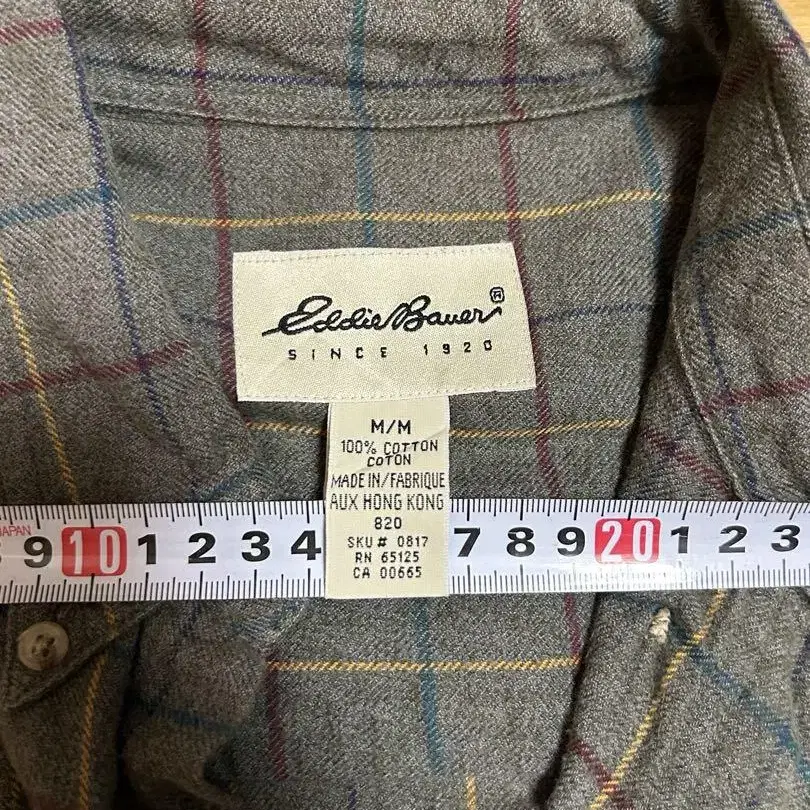 Eddie Bauer®
SINCE 1920
M/M
100% COTTON
COTON
MADE IN/FABRIQUE
AUX HONG KONG
820
SKU # 0817
RN 65125
CA 00665
JAPAN
9 10 1 2 3 4 7 8 9 20 1 2 3